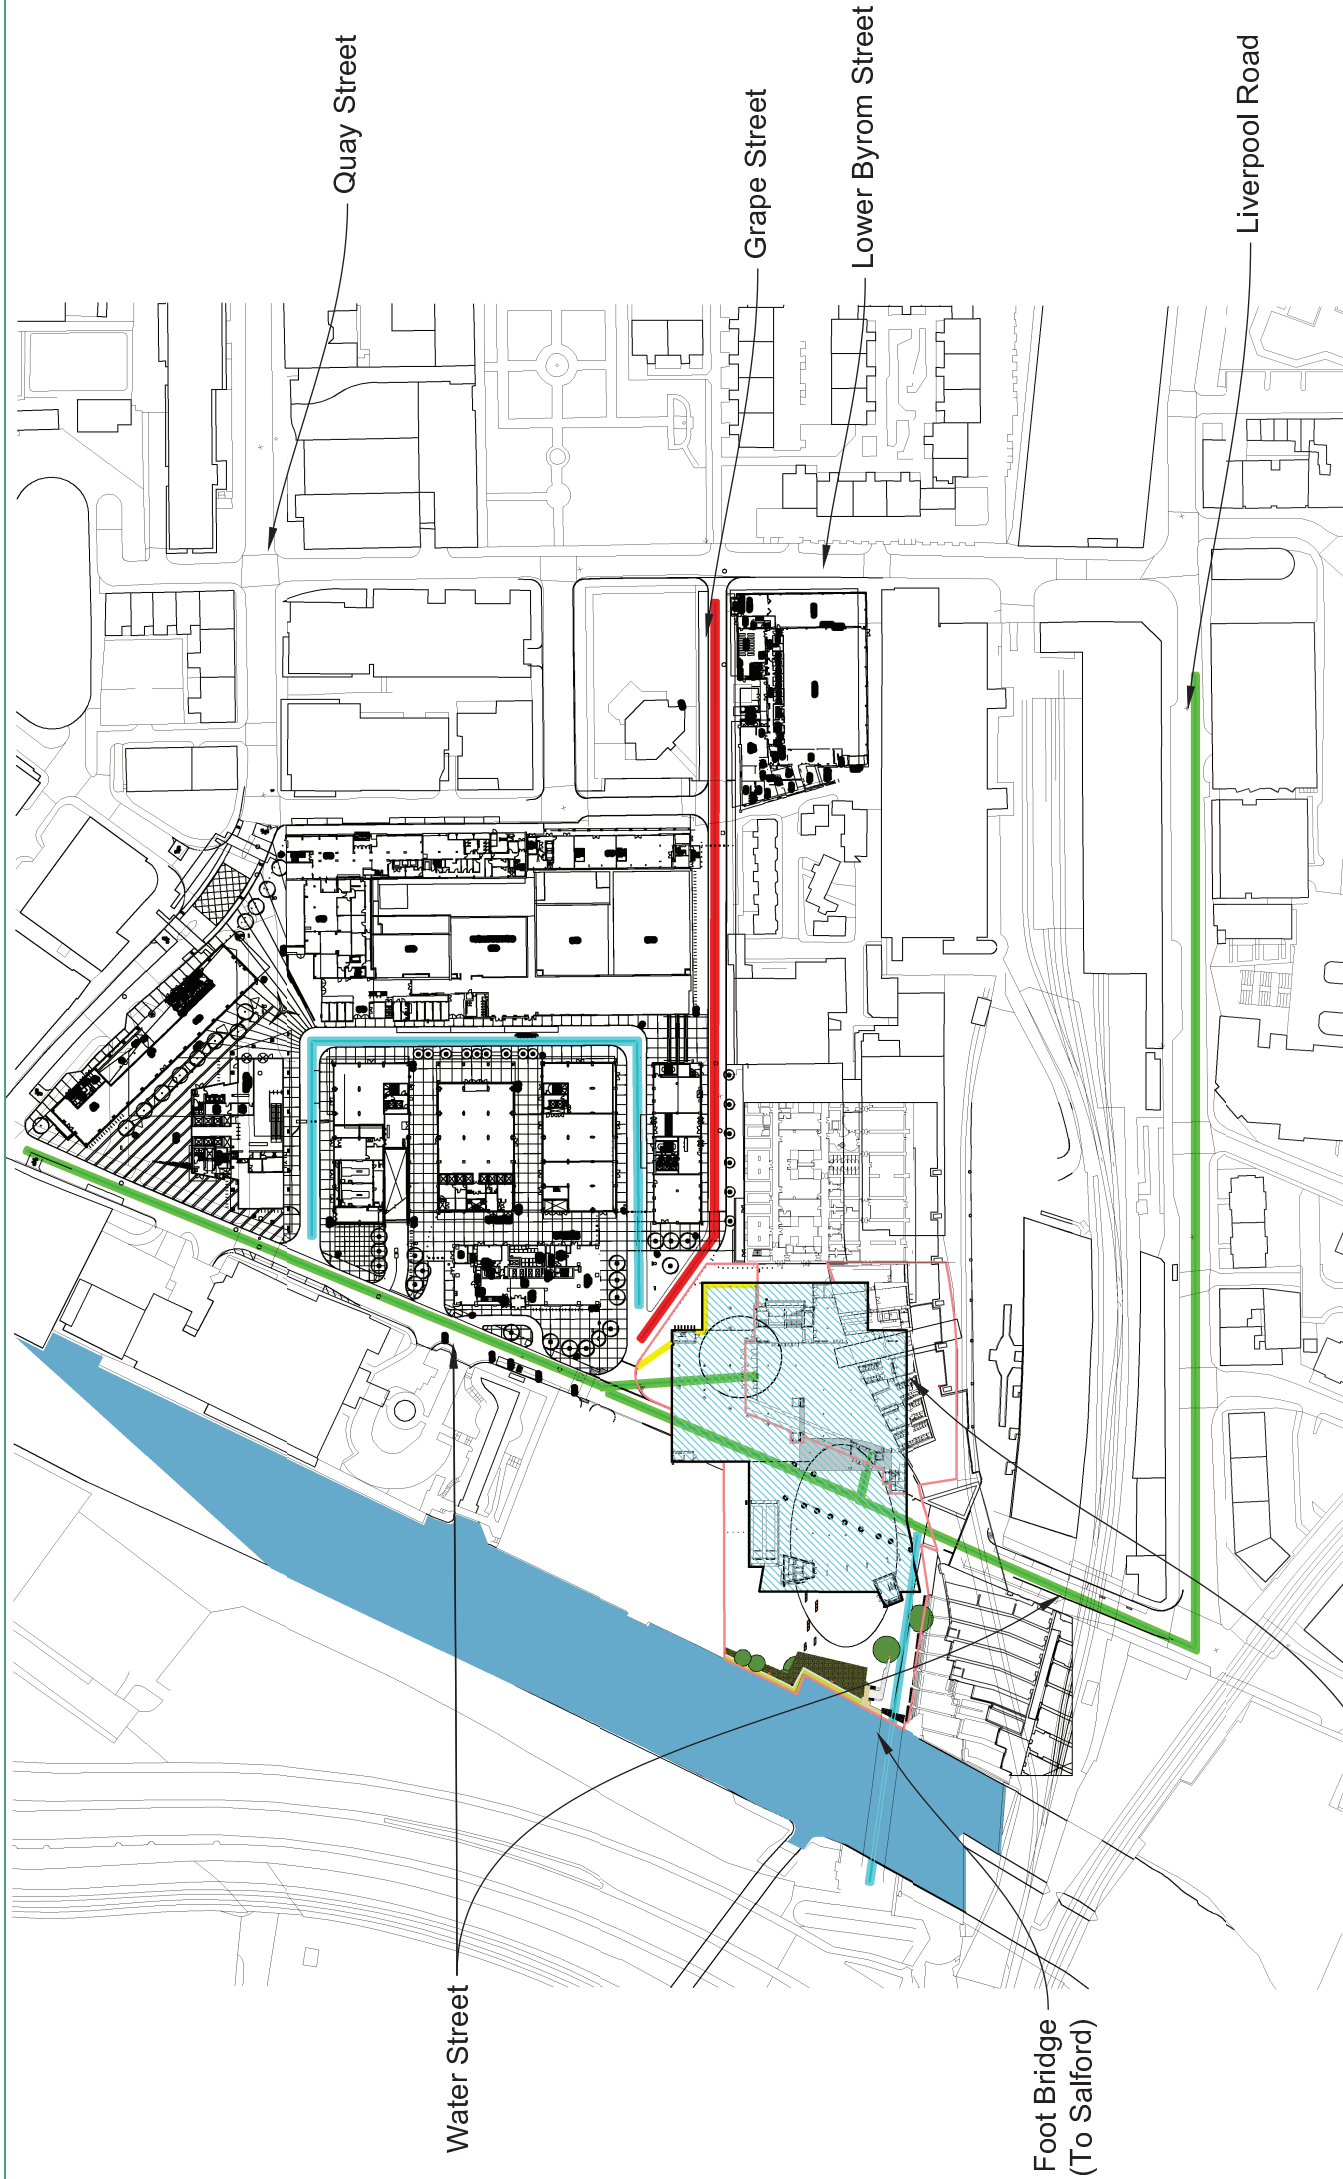 Quay Street
Grape Street
Lower Byrom Street
Liverpool Road
Water Street
Foot Bridge
(To Salford)